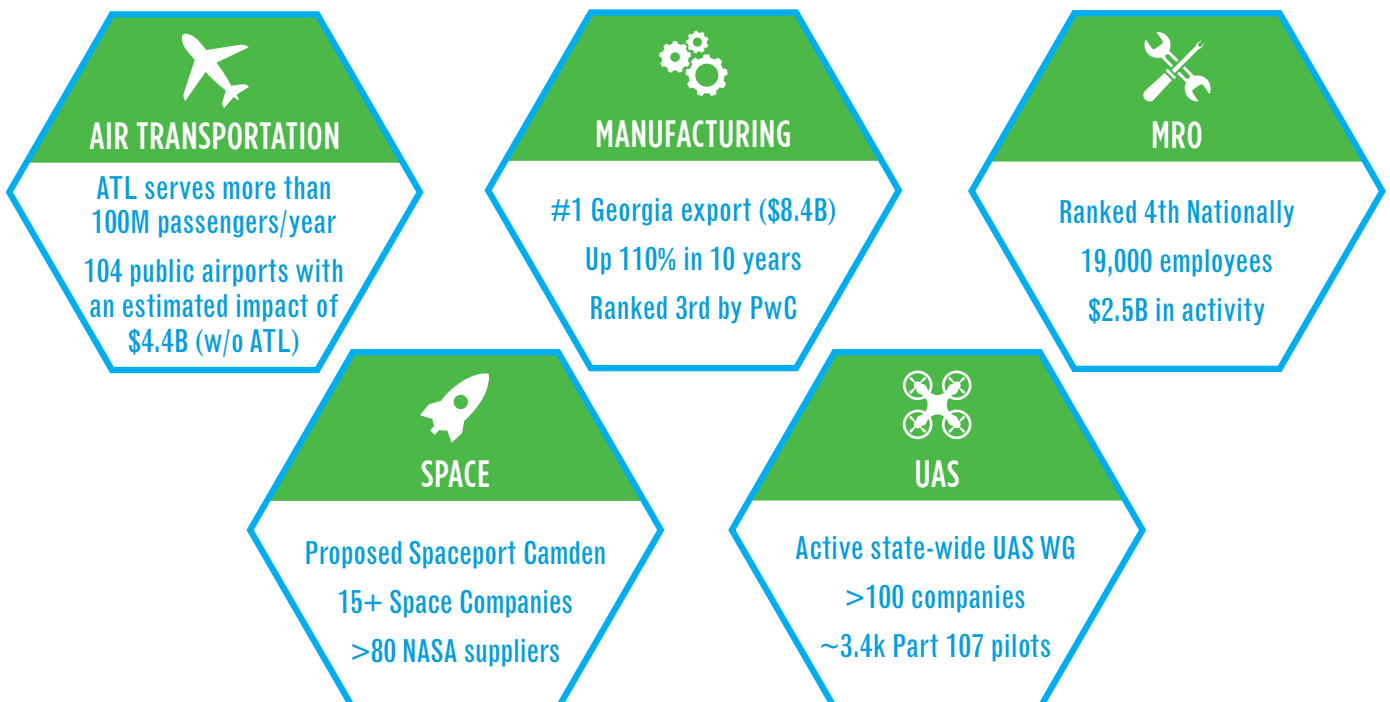 AIR TRANSPORTATION
ATL serves more than
100M passengers/year
104 public airports with
an estimated impact of
$4.4B (w/o ATL)
MANUFACTURING
#1 Georgia export ($8.4B)
Up 110% in 10 years
Ranked 3rd by PwC
MRO
Ranked 4th Nationally
19,000 employees
$2.5B in activity
SPACE
Proposed Spaceport Camden
15+ Space Companies
>80 NASA suppliers
UAS
Active state-wide UAS WG
>100 companies
~3.4k Part 107 pilots